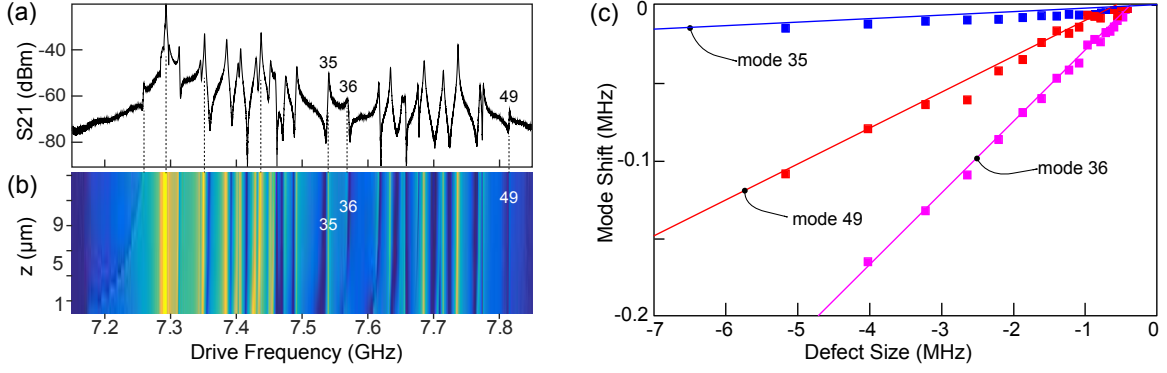 (a)
S21 (dBm)
-40
-60
-80
35
36
49
(b)
z (µm)
9
5
1
35
36
49
7.2 7.3 7.4 7.5 7.6 7.7 7.8
Drive Frequency (GHz)
(c)
Mode Shift (MHz)
0
-0.1
-0.2
mode 35
mode 36
mode 49
-7 -6 -5 -4 -3 -2 -1 0
Defect Size (MHz)